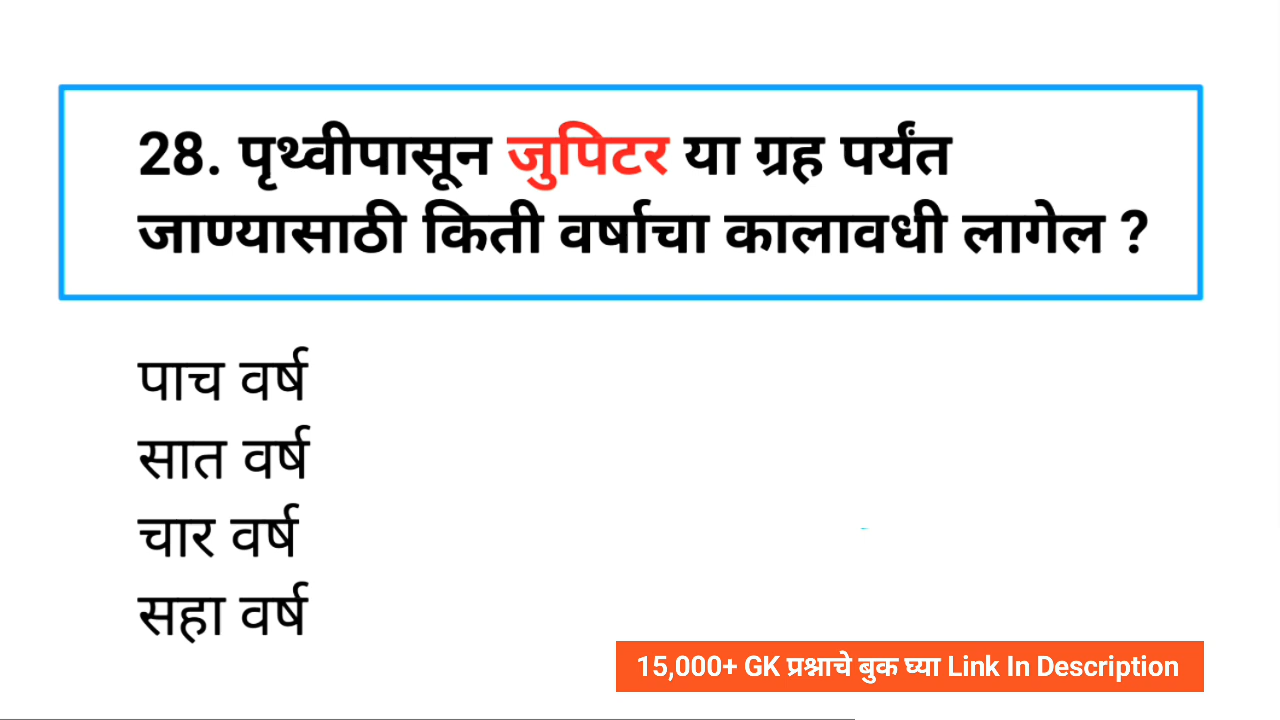 28. पृथ्वीपासून जुपिटर या ग्रह पर्यंत
जाण्यासाठी किती वर्षाचा कालावधी लागेल ?
पाच वर्ष
सात वर्ष
चार वर्ष
सहा वर्ष
15,000+ GK प्रश्नाचे बुक घ्या Link In Description